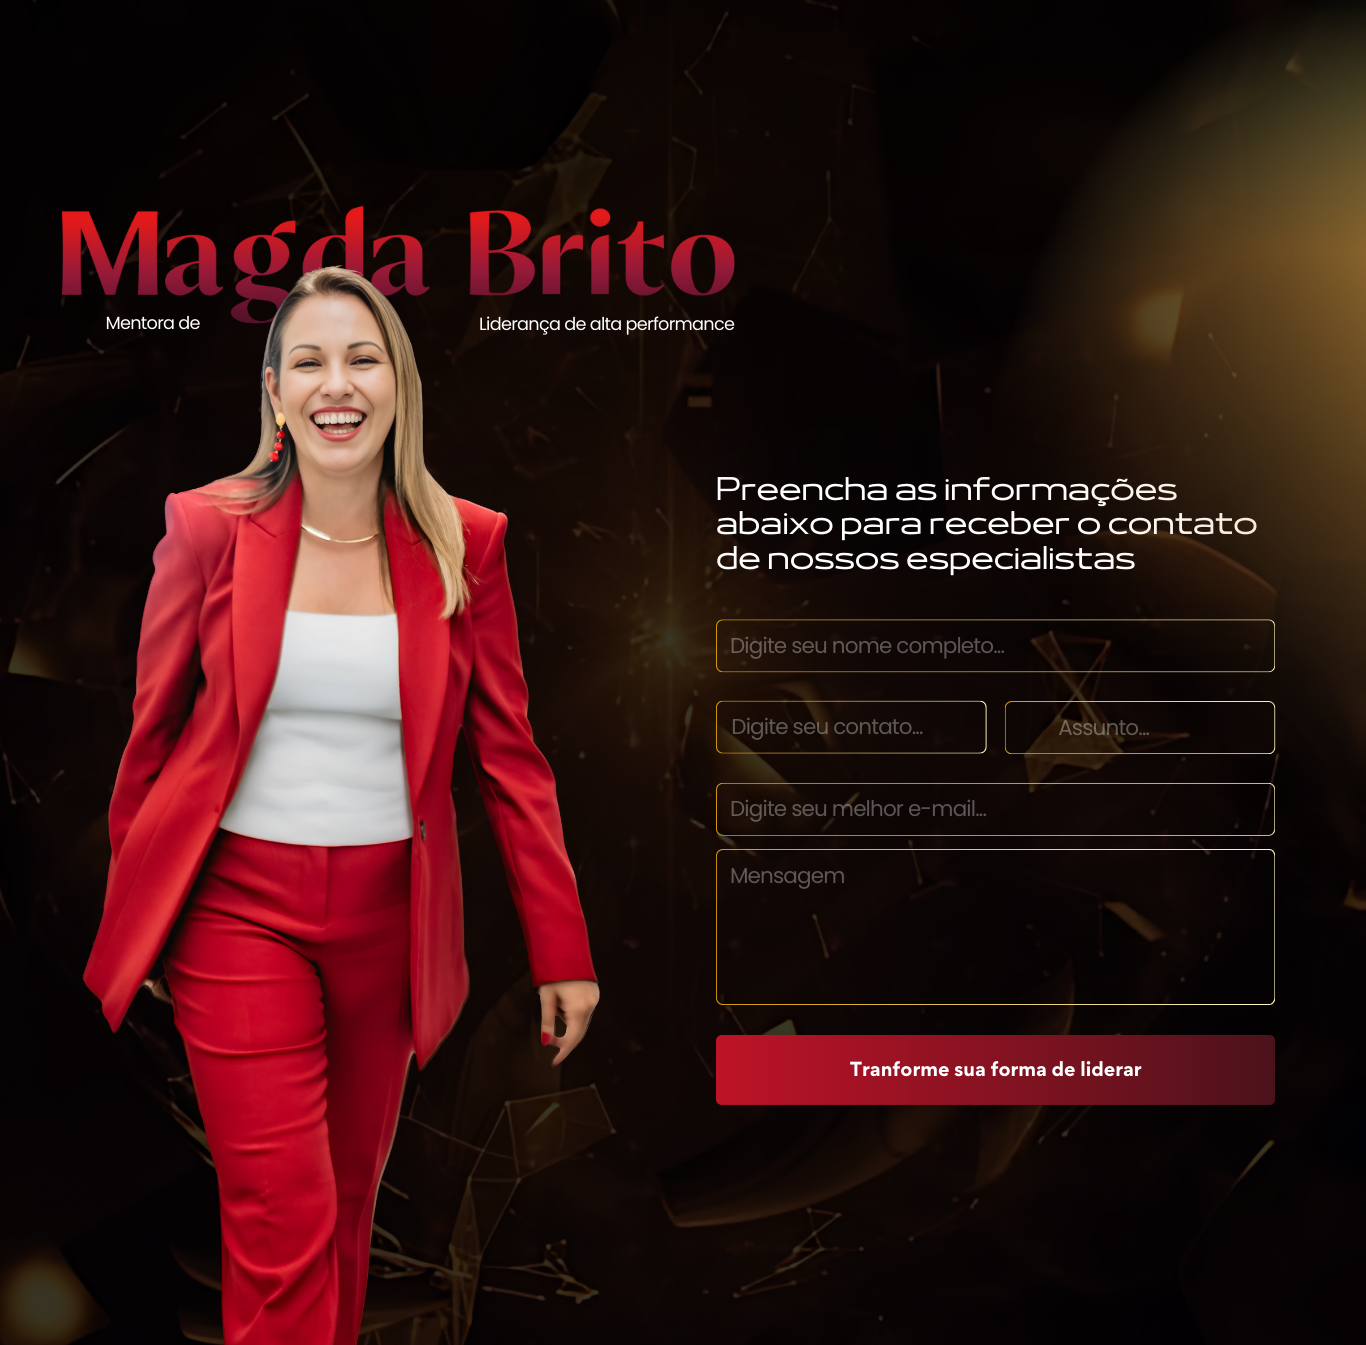 Magda Brito
Mentora de
Liderança de alta performance
Preencha as informações
abaixo para receber o contato
de nossos especialistas
Digite seu nome completo...
Digite seu contato...
Assunto...
Digite seu melhor e-mail...
Mensagem
Tranforme sua forma de liderar